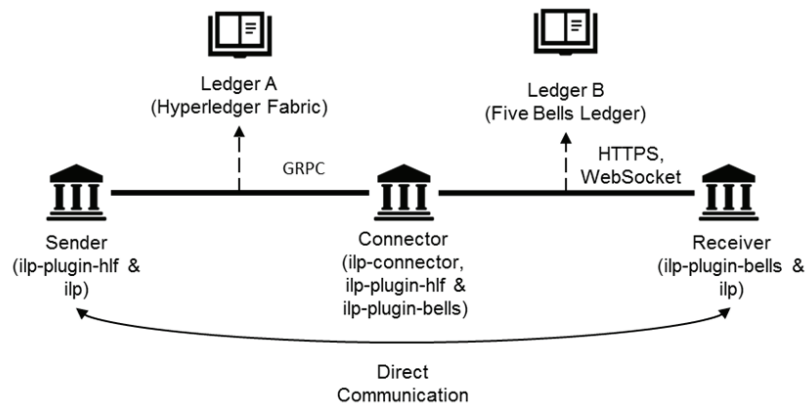 Ledger A
(Hyperledger Fabric)
Ledger B
(Five Bells Ledger)
GRPC
HTTPS,
WebSocket
Sender
(ilp-plugin-hlf &
ilp)
Connector
(ilp-connector,
ilp-plugin-hlf &
ilp-plugin-bells)
Receiver
(ilp-plugin-bells &
ilp)
Direct
Communication